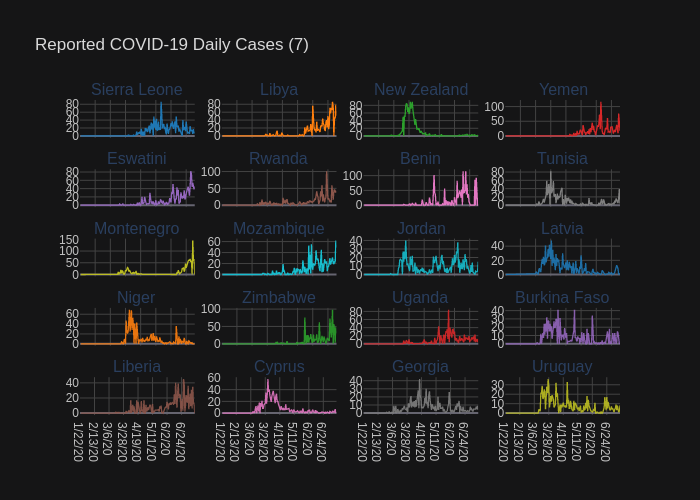 Reported COVID-19 Daily Cases (7)
Sierra Leone Libya New Zealand Yemen
80 60 40 20 0 80 60 40 20 0 80 60 40 20 0 100 50 0
Eswatini Rwanda Benin Tunisia
80 60 40 20 0 100 50 0 100 50 0 80 60 40 20 0
Montenegro Mozambique Jordan Latvia
150 100 50 0 60 40 20 0 40 30 20 10 0 40 20 0
Niger Zimbabwe Uganda Burkina Faso
60 40 20 0 100 50 0 80 60 40 20 0 40 30 20 10 0
Liberia Cyprus Georgia Uruguay
40 20 0 60 40 20 0 40 30 20 10 0 30 20 10 0
1/22/20 2/13/20 3/6/20 3/28/20 4/19/20 5/11/20 6/2/20 6/24/20 1/22/20 2/13/20 3/6/20 3/28/20 4/19/20 5/11/20 6/2/20 6/24/20 1/22/20 2/13/20 3/6/20 3/28/20 4/19/20 5/11/20 6/2/20 6/24/20 1/22/20 2/13/20 3/6/20 3/28/20 4/19/20 5/11/20 6/2/20 6/24/20